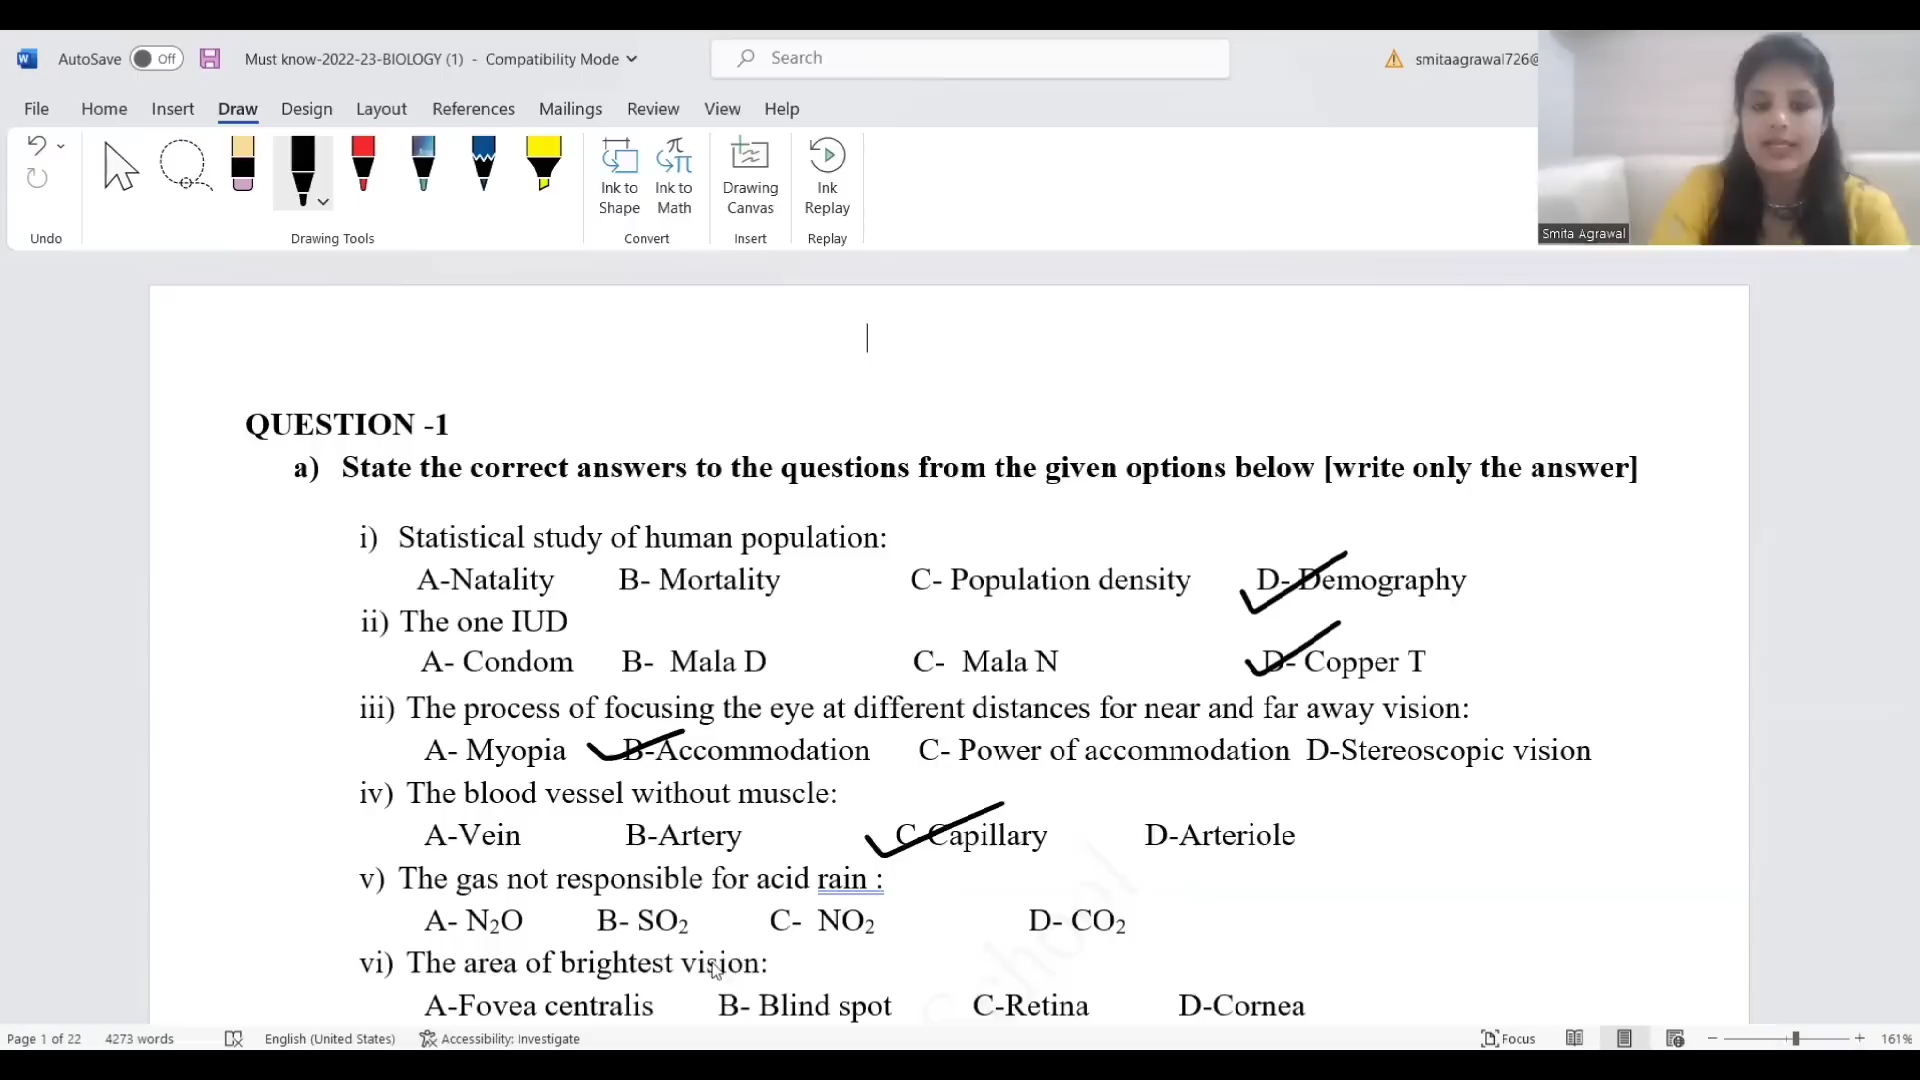 AutoSave Off Must know-2022-23-BIOLOGY (1) - Compatibility Mode Search smitaagrawal726@
File Home Insert Draw Design Layout References Mailings Review View Help
Ink to Shape Ink to Math Drawing Canvas Ink Replay
Undo Drawing Tools Convert Insert Replay
Smita Agrawal
QUESTION -1
a) State the correct answers to the questions from the given options below [write only the answer]
i) Statistical study of human population:
A-Natality B- Mortality C- Population density D- Demography
ii) The one IUD
A- Condom B- Mala D C- Mala N D- Copper T
iii) The process of focusing the eye at different distances for near and far away vision:
A- Myopia B-Accommodation C- Power of accommodation D-Stereoscopic vision
iv) The blood vessel without muscle:
A-Vein B-Artery C-Capillary D-Arteriole
v) The gas not responsible for acid rain :
A- N₂O B- SO₂ C- NO₂ D- CO₂
vi) The area of brightest vision:
A-Fovea centralis B- Blind spot C-Retina D-Cornea
School
Page 1 of 22 4273 words English (United States) Accessibility: Investigate Focus 161%